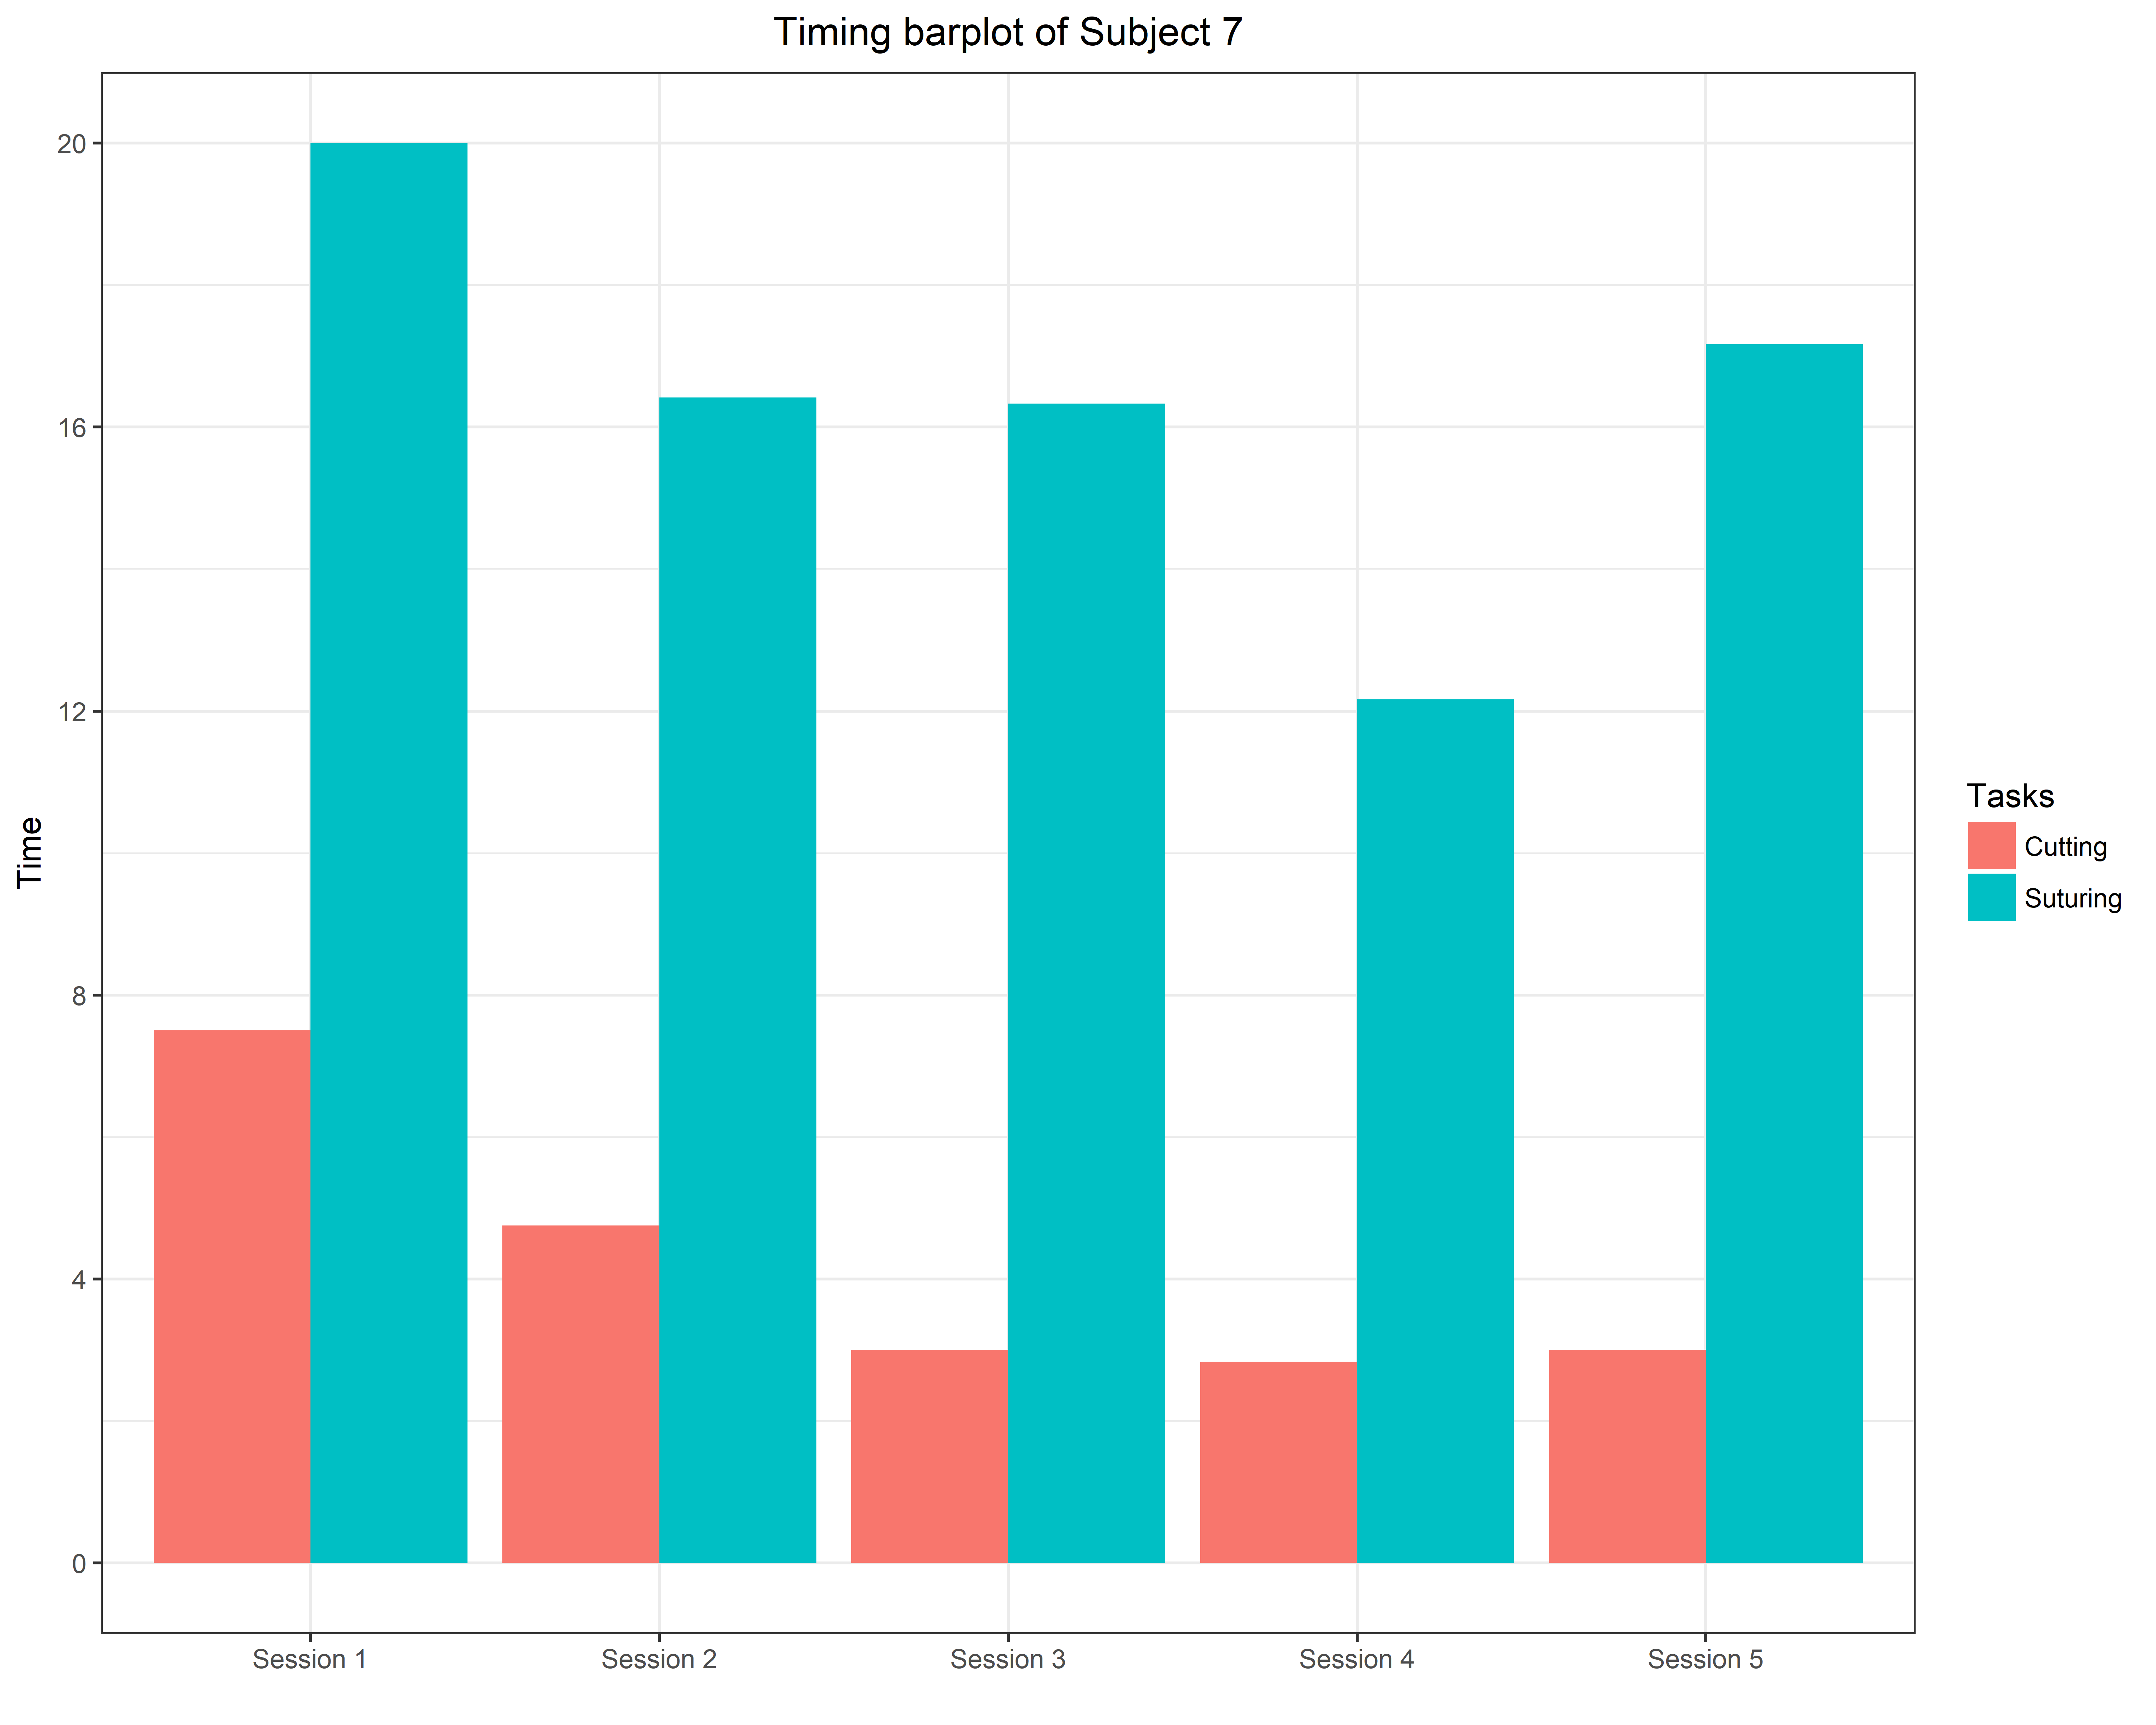 Timing barplot of Subject 7
20
16
12
8
4
0
Time
Session 1
Session 2
Session 3
Session 4
Session 5
Tasks
Cutting
Suturing